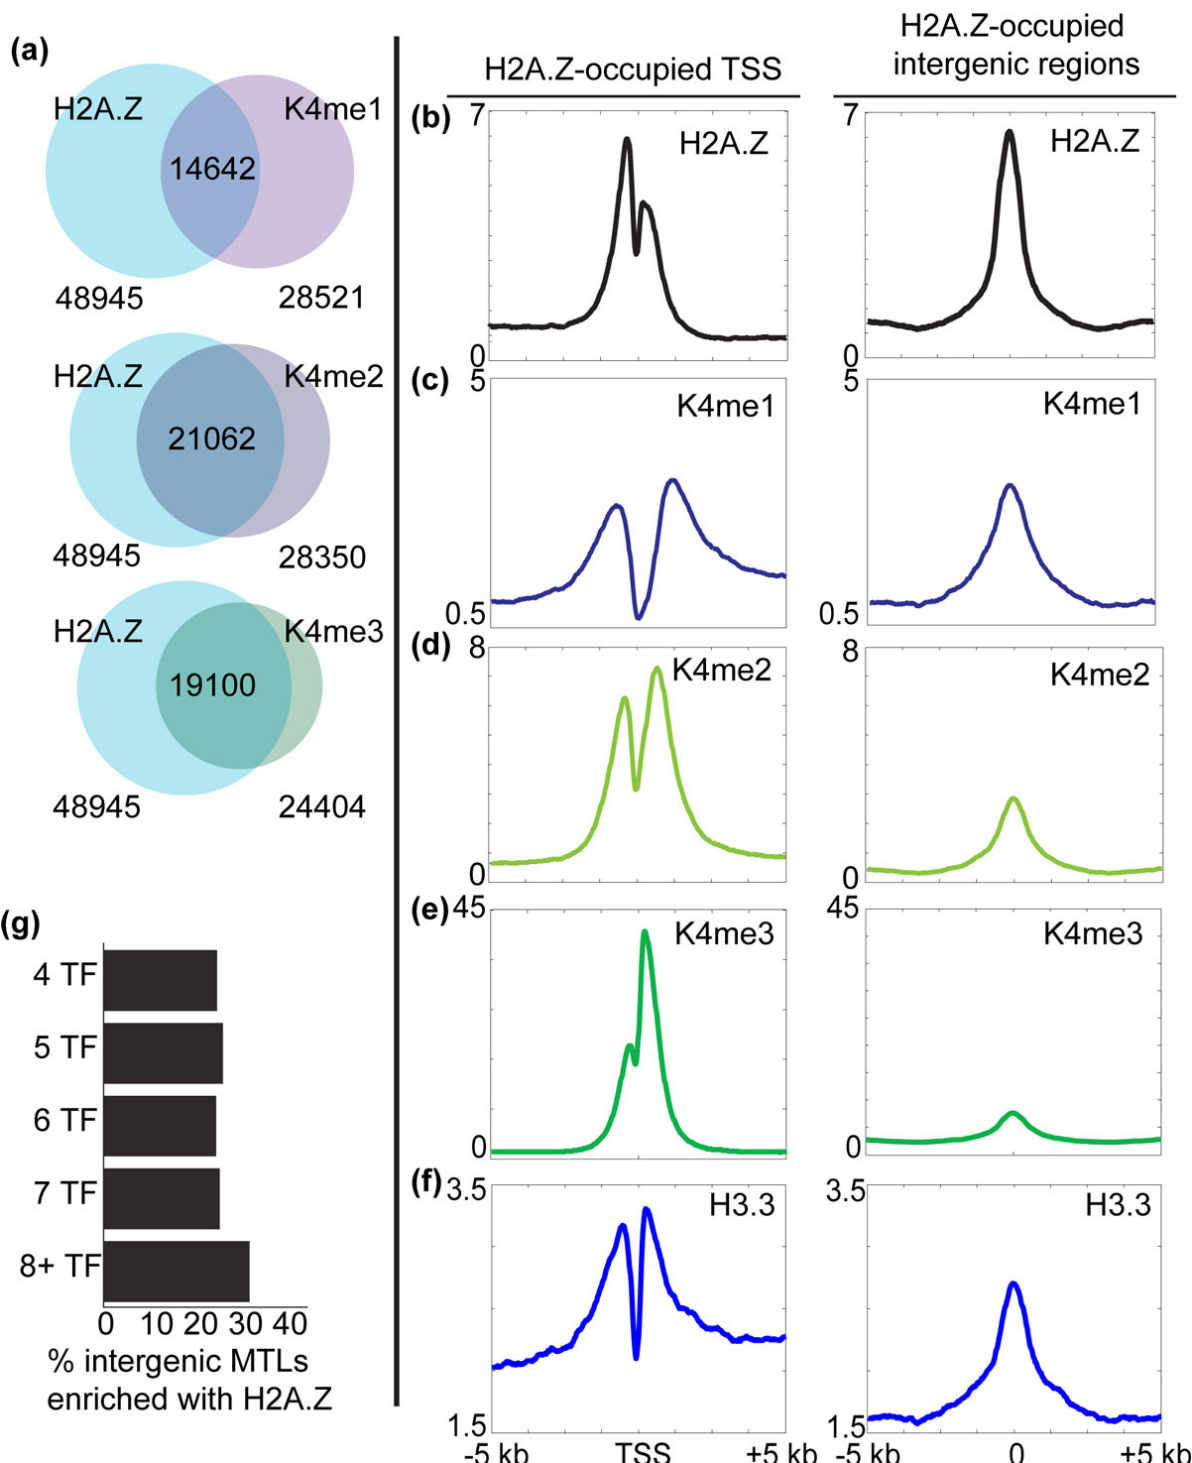 (a)
H2A.Z
K4me1
14642
48945
28521
H2A.Z
K4me2
21062
48945
28350
H2A.Z
K4me3
19100
48945
24404
(g)
4 TF
5 TF
6 TF
7 TF
8+ TF
0 10 20 30 40
% intergenic MTLs
enriched with H2A.Z
H2A.Z-occupied TSS
H2A.Z-occupied
intergenic regions
(b)
7
H2A.Z
0
7
H2A.Z
0
(c)
5
K4me1
0.5
5
K4me1
0.5
(d)
8
K4me2
0
8
K4me2
0
(e)
45
K4me3
0
45
K4me3
0
(f)
3.5
H3.3
1.5
-5 kb TSS +5 kb
3.5
H3.3
1.5
-5 kb 0 +5 kb